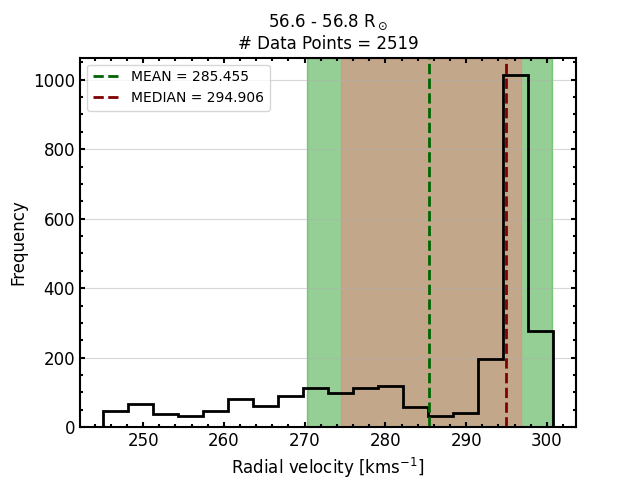 56.6 - 56.8 R⊙
# Data Points = 2519
MEAN = 285.455
MEDIAN = 294.906
1000
800
600
400
200
0
Frequency
250 260 270 280 290 300
Radial velocity [kms⁻¹]